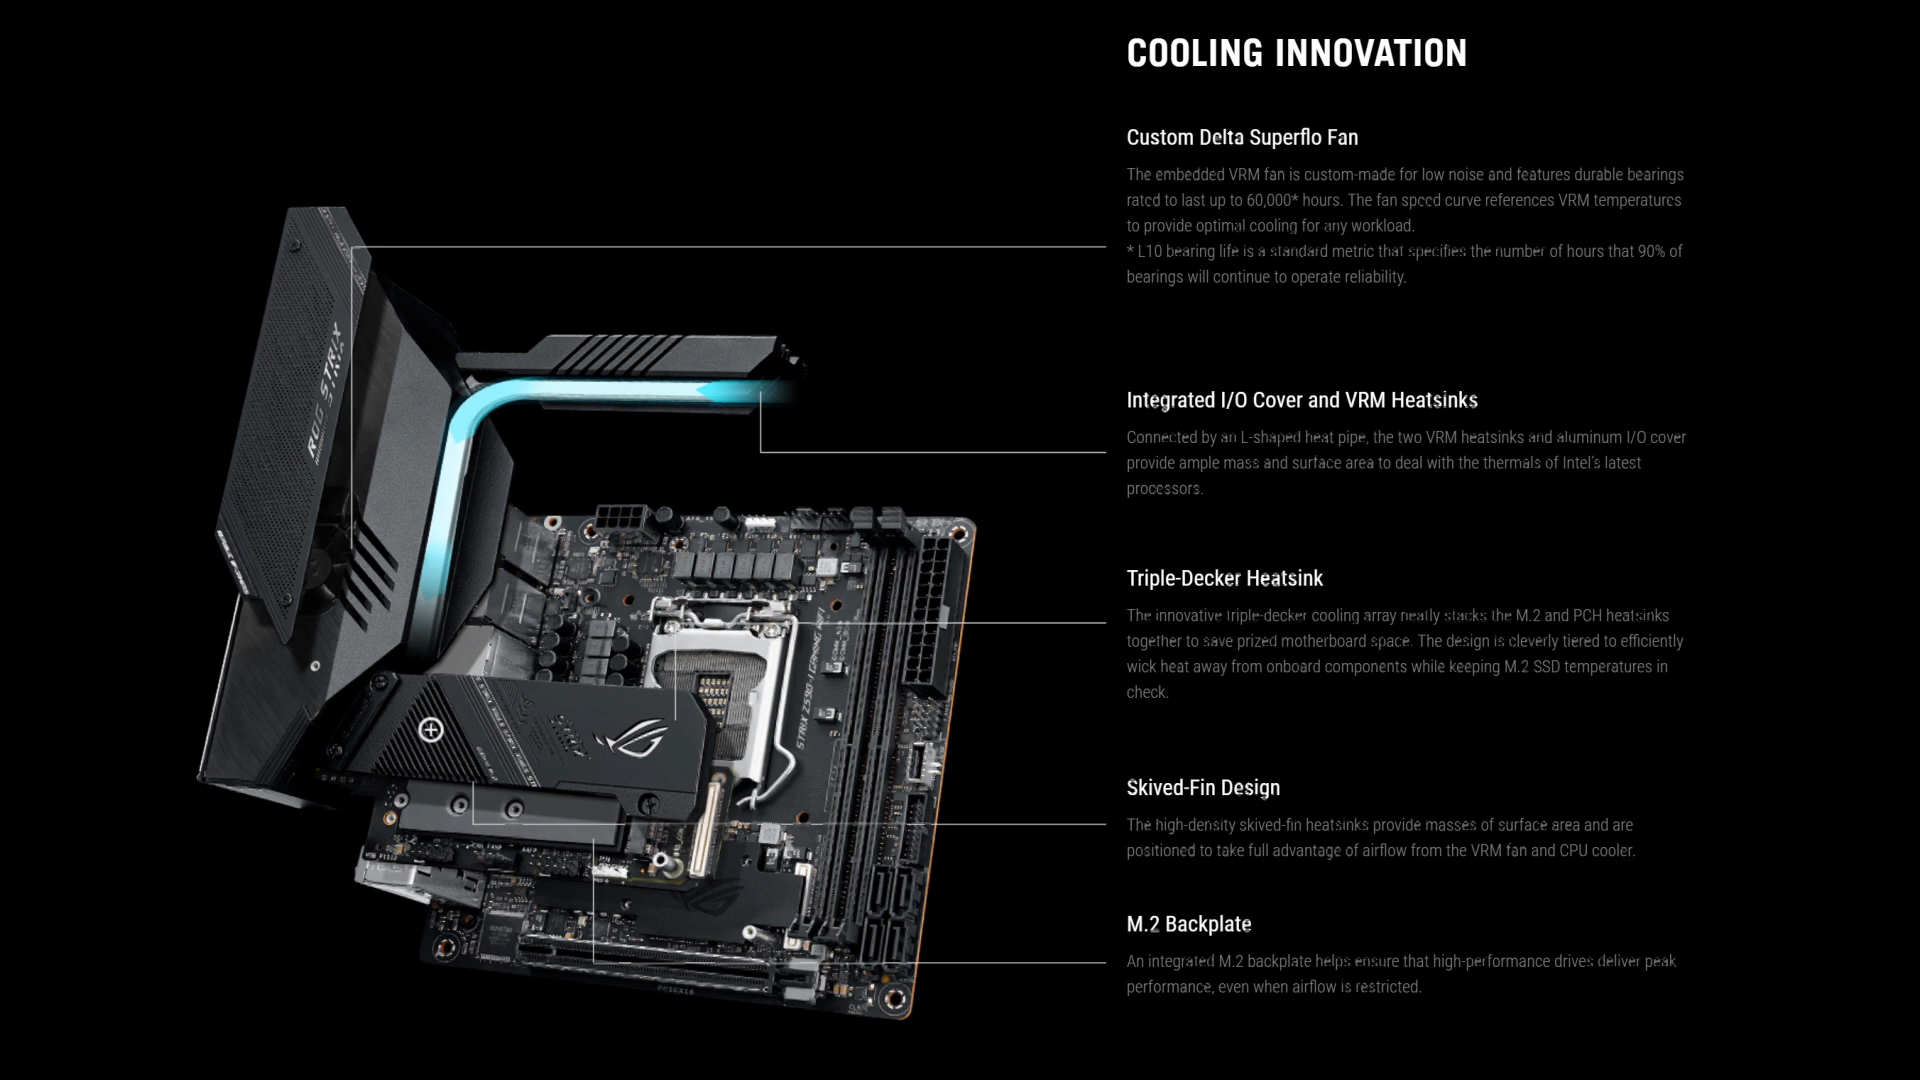 COOLING INNOVATION
Custom Delta Superflo Fan
The embedded VRM fan is custom-made for low noise and features durable bearings
rated to last up to 60,000* hours. The fan speed curve references VRM temperatures
to provide optimal cooling for any workload.
* L10 bearing life is a standard metric that specifies the number of hours that 90% of
bearings will continue to operate reliability.
Integrated I/O Cover and VRM Heatsinks
Connected by an L-shaped heat pipe, the two VRM heatsinks and aluminum I/O cover
provide ample mass and surface area to deal with the thermals of Intel's latest
processors.
Triple-Decker Heatsink
The innovative triple-decker cooling array neatly stacks the M.2 and PCH heatsinks
together to save prized motherboard space. The design is cleverly tiered to efficiently
wick heat away from onboard components while keeping M.2 SSD temperatures in
check.
Skived-Fin Design
The high-density skived-fin heatsinks provide masses of surface area and are
positioned to take full advantage of airflow from the VRM fan and CPU cooler.
M.2 Backplate
An integrated M.2 backplate helps ensure that high-performance drives deliver peak
performance, even when airflow is restricted.
ROG STRIX
STRIX Z590-I GAMING WIFI
PCIEX16